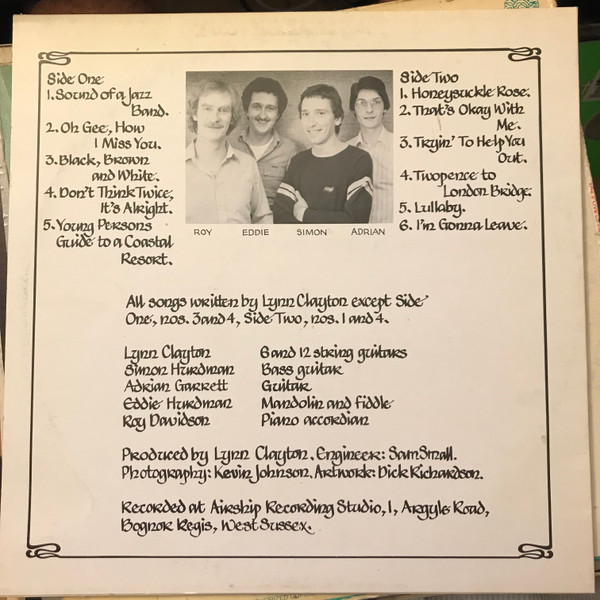 Side One
1. Sound of a Jazz
Band.
2. Oh Gee, How
I Miss You.
3. Black, Brown
and White.
4. Don't Think Twice,
It's Alright.
5. Young Persons
Guide to a Coastal
Resort.
Side Two
1. Honeysuckle Rose.
2. That's Okay With
Me.
3. Tryin' To Help You
Out.
4. Twopence to
London Bridge.
5. Lullaby.
6. I'm Gonna Leave.
ROY EDDIE SIMON ADRIAN
All songs written by Lynn Clayton except Side
One, nos. 3 and 4, Side Two, nos. 1 and 4.
Lynn Clayton 6 and 12 string guitars
Simon Hurdman Bass guitar
Adrian Garrett Guitar
Eddie Hurdman Mandolin and fiddle
Roy Davidson Piano accordian
Produced by Lynn Clayton. Engineer: Sam Small.
Photography: Kevin Johnson. Artwork: Dick Richardson.
Recorded at Airship Recording Studio, 1, Argyle Road,
Bognor Regis, West Sussex.